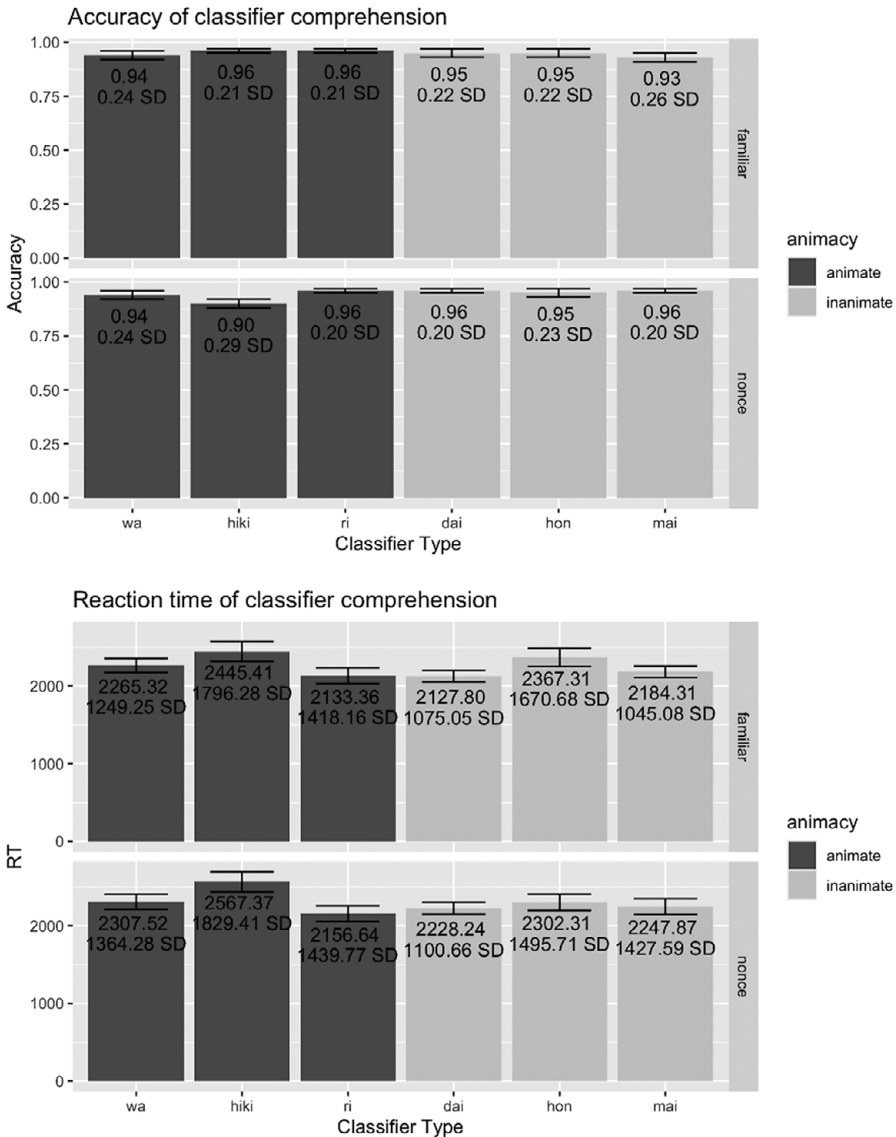 Accuracy of classifier comprehension
1.00
0.75
0.50
0.25
0.00
0.94
0.24 SD
0.96
0.21 SD
0.96
0.21 SD
0.95
0.22 SD
0.95
0.22 SD
0.93
0.26 SD
familiar
Accuracy
1.00
0.75
0.50
0.25
0.00
0.94
0.24 SD
0.90
0.29 SD
0.96
0.20 SD
0.96
0.20 SD
0.95
0.23 SD
0.96
0.20 SD
nonce
wa hiki ri dai hon mai
Classifier Type
animacy
animate
inanimate
Reaction time of classifier comprehension
2000
1000
0
2265.32
1249.25 SD
2445.41
1796.28 SD
2133.36
1418.16 SD
2127.80
1075.05 SD
2367.31
1670.68 SD
2184.31
1045.08 SD
familiar
RT
2000
1000
0
2307.52
1364.28 SD
2567.37
1829.41 SD
2156.64
1439.77 SD
2228.24
1100.66 SD
2302.31
1495.71 SD
2247.87
1427.59 SD
nonce
wa hiki ri dai hon mai
Classifier Type
animacy
animate
inanimate